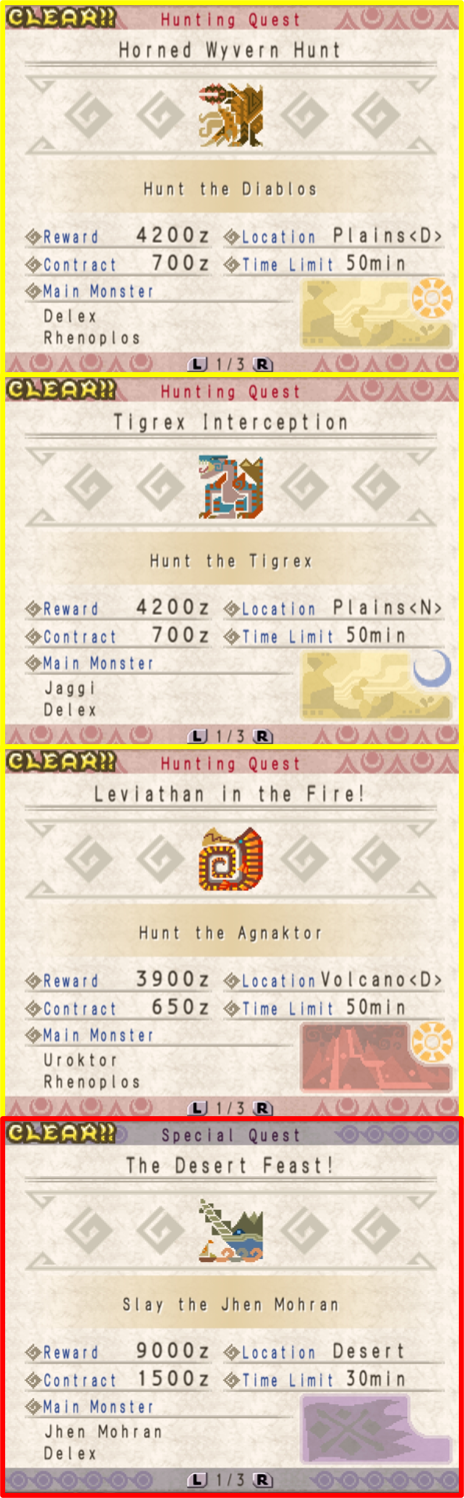 CLEAR!! Hunting Quest
Horned Wyvern Hunt
Hunt the Diablos
Reward 4200z Location Plains<D>
Contract 700z Time Limit 50min
Main Monster
Delex
Rhenoplos
L 1/3 R
CLEAR!! Hunting Quest
Tigrex Interception
Hunt the Tigrex
Reward 4200z Location Plains<N>
Contract 700z Time Limit 50min
Main Monster
Jaggi
Delex
L 1/3 R
CLEAR!! Hunting Quest
Leviathan in the Fire!
Hunt the Agnaktor
Reward 3900z Location Volcano<D>
Contract 650z Time Limit 50min
Main Monster
Uroktor
Rhenoplos
L 1/3 R
CLEAR!! Special Quest
The Desert Feast!
Slay the Jhen Mohran
Reward 9000z Location Desert
Contract 1500z Time Limit 30min
Main Monster
Jhen Mohran
Delex
L 1/3 R